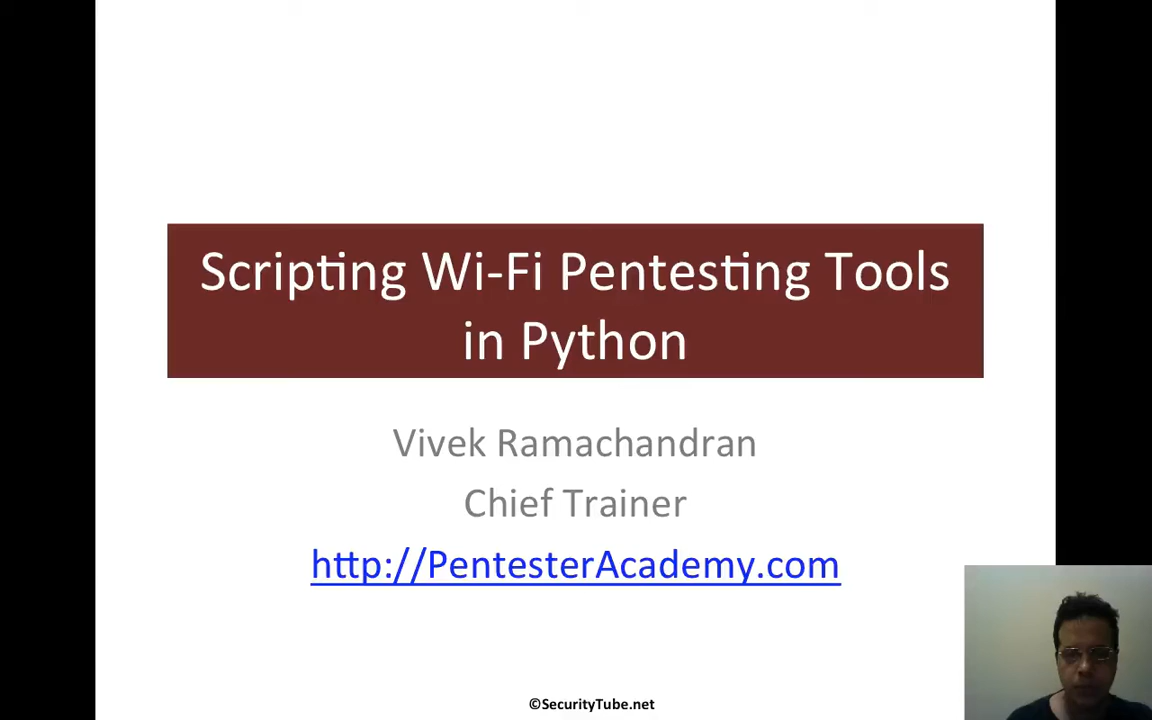 Scripting Wi-Fi Pentesting Tools
in Python
Vivek Ramachandran
Chief Trainer
http://PentesterAcademy.com
©SecurityTube.net